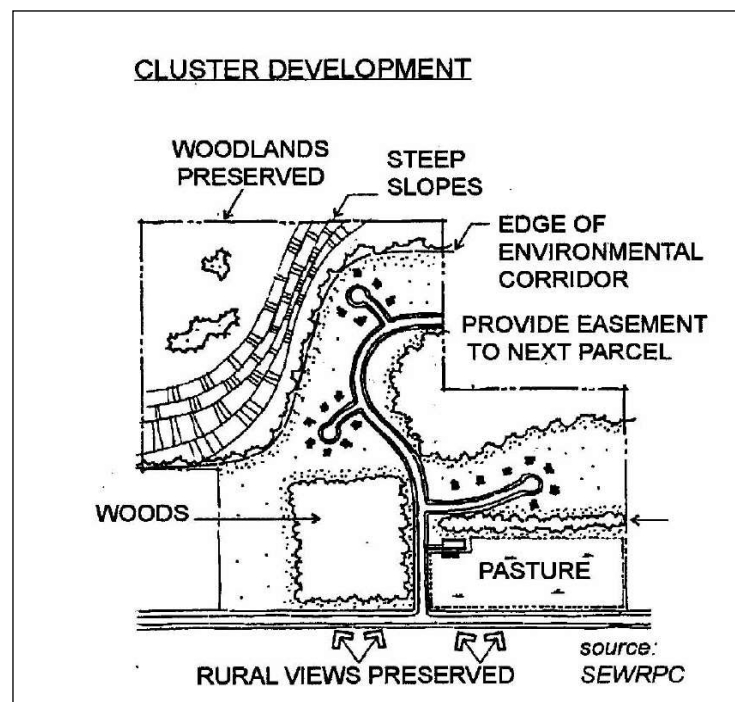 CLUSTER DEVELOPMENT
WOODLANDS
PRESERVED
STEEP
SLOPES
EDGE OF
ENVIRONMENTAL
CORRIDOR
PROVIDE EASEMENT
TO NEXT PARCEL
WOODS
PASTURE
RURAL VIEWS PRESERVED
source:
SEWRPC